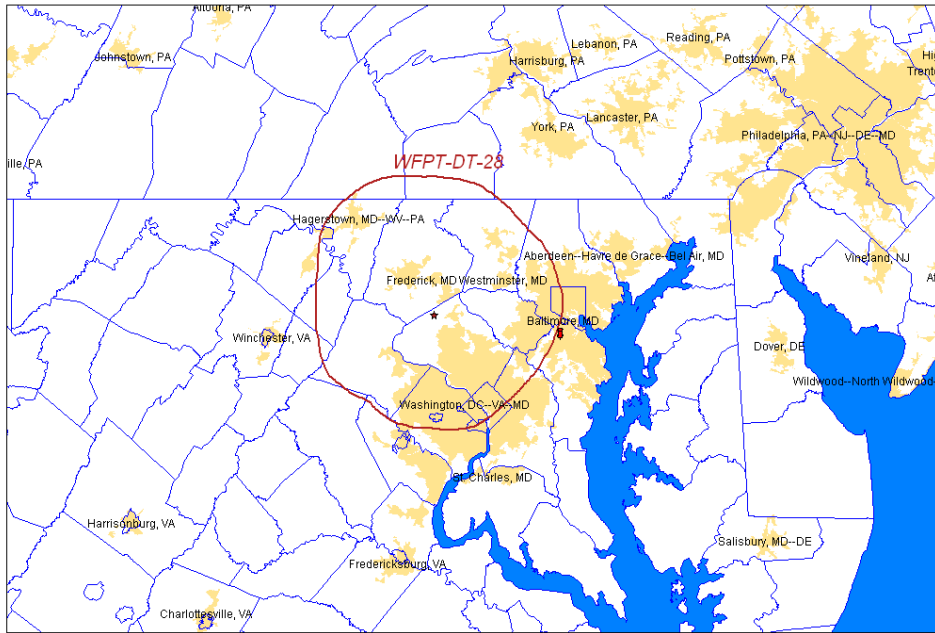 Altoona, PA
Johnstown, PA
Lebanon, PA
Reading, PA
Harrisburg, PA
Pottstown, PA
Trento
York, PA
Lancaster, PA
Philadelphia, PA--NJ--DE--MD
ville, PA
WFPT-DT-28
Hagerstown, MD--WV--PA
Aberdeen--Havre de Grace--Bel Air, MD
Vineland, NJ
Frederick, MD
Westminster, MD
Baltimore, MD
Winchester, VA
Dover, DE
Wildwood--North Wildwood--
Washington, DC--VA--MD
St. Charles, MD
Harrisonburg, VA
Salisbury, MD--DE
Fredericksburg, VA
Charlottesville, VA